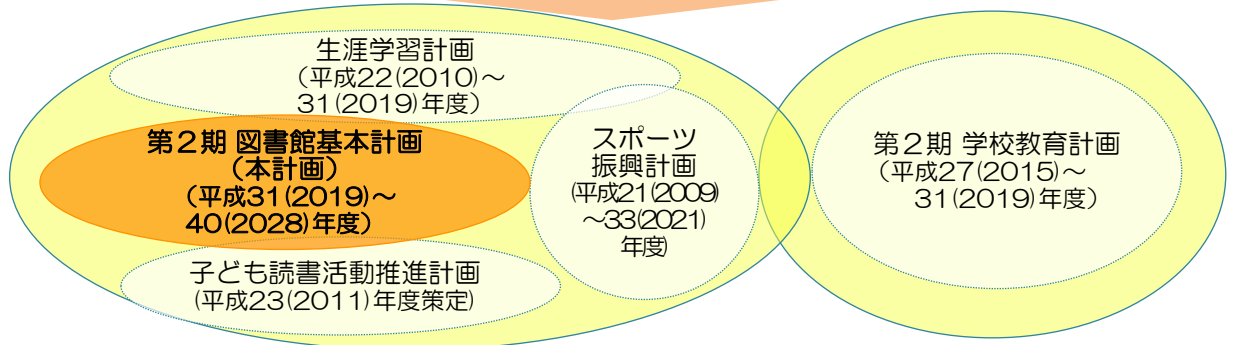 生涯学習計画
（平成22(2010)～
31(2019)年度）
第２期 図書館基本計画
（本計画）
（平成31(2019)～
40(2028)年度）
スポーツ
振興計画
(平成21(2009)
～33(2021)
年度)
子ども読書活動推進計画
(平成23(2011)年度策定)
第２期 学校教育計画
（平成27(2015)～
31(2019)年度）